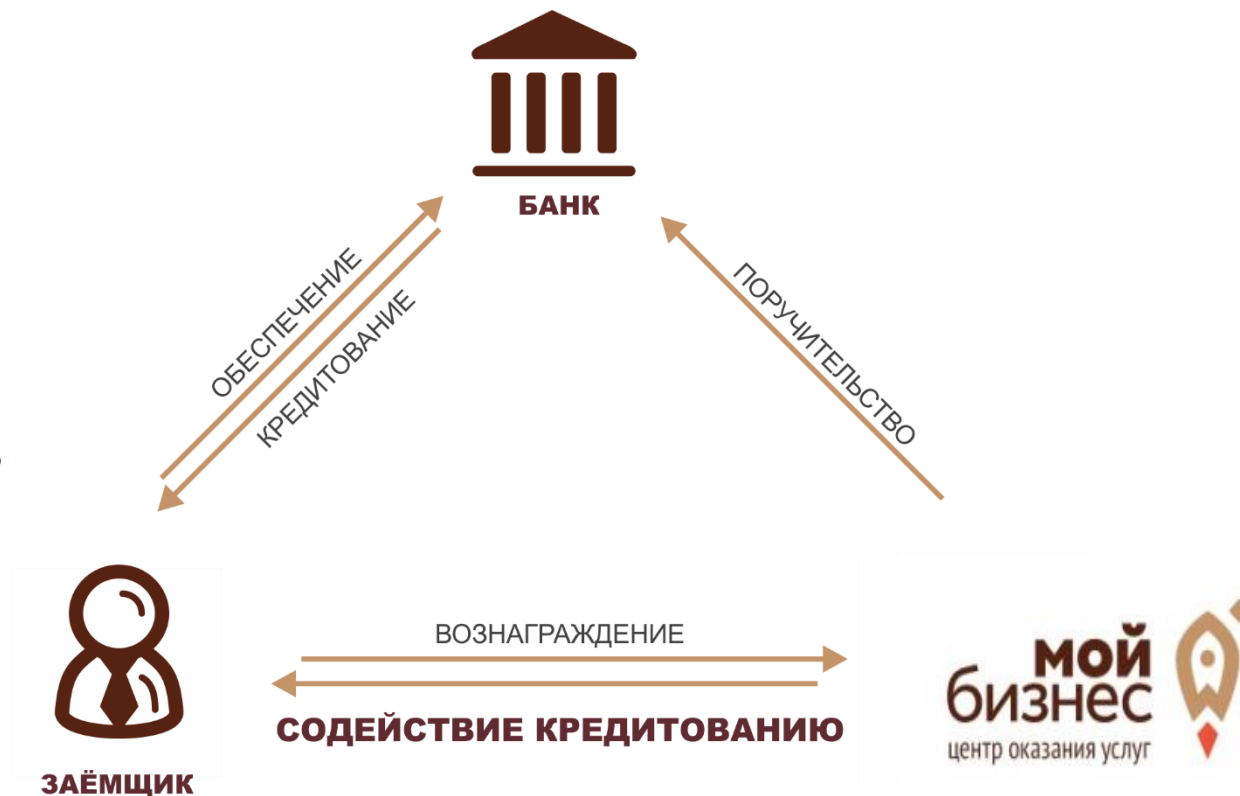 БАНК
ОБЕСПЕЧЕНИЕ
КРЕДИТОВАНИЕ
ПОРУЧИТЕЛЬСТВО
ВОЗНАГРАЖДЕНИЕ
СОДЕЙСТВИЕ КРЕДИТОВАНИЮ
ЗАЁМЩИК
мой
бизнес
центр оказания услуг